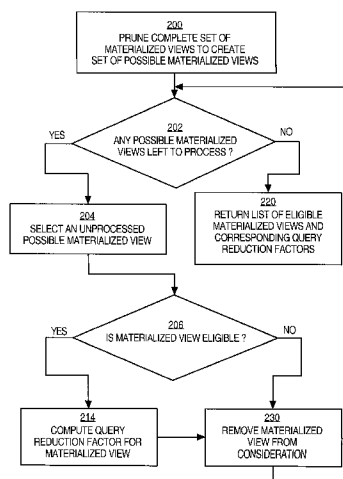 200
PRUNE COMPLETE SET OF
MATERIALIZED VIEWS TO CREATE
SET OF POSSIBLE MATERIALIZED VIEWS
202
YES
NO
ANY POSSIBLE MATERIALIZED
VIEWS LEFT TO PROCESS ?
204
SELECT AN UNPROCESSED
POSSIBLE MATERIALIZED VIEW
220
RETURN LIST OF ELIGIBLE
MATERIALIZED VIEWS AND
CORRESPONDING QUERY
REDUCTION FACTORS
206
YES
NO
IS MATERIALIZED VIEW ELIGIBLE ?
214
COMPUTE QUERY
REDUCTION FACTOR FOR
MATERIALIZED VIEW
230
REMOVE MATERIALIZED
VIEW FROM
CONSIDERATION